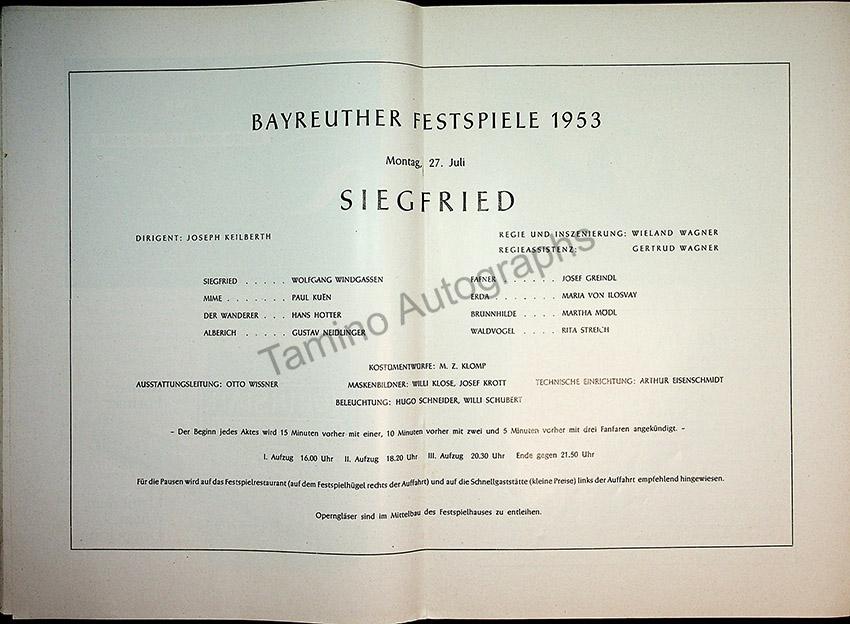 BAYREUTHER FESTSPIELE 1953
Montag, 27. Juli
SIEGFRIED
DIRIGENT: JOSEPH KEILBERTH
REGIE UND INSZENIERUNG: WIELAND WAGNER
REGIEASSISTENZ: GERTRUD WAGNER
SIEGFRIED . . . . . WOLFGANG WINDGASSEN
MIME . . . . . . . PAUL KUEN
DER WANDERER . . . HANS HOTTER
ALBERICH . . . . . GUSTAV NEIDLINGER
FAFNER . . . . . . JOSEF GREINDL
ERDA . . . . . . . MARIA VON ILOSVAY
BRUNNHILDE . . . . MARTHA MÖDL
WALDVOGEL . . . . RITA STREICH
Tamino Autographs
KOSTÜMENTWÜRFE: M. Z. KLOMP
AUSSTATTUNGSLEITUNG: OTTO WISSNER MASKENBILDNER: WILLI KLOSE, JOSEF KROTT TECHNISCHE EINRICHTUNG: ARTHUR EISENSCHMIDT
BELEUCHTUNG: HUGO SCHNEIDER, WILLI SCHUBERT
– Der Beginn jedes Aktes wird 15 Minuten vorher mit einer, 10 Minuten vorher mit zwei und 5 Minuten vorher mit drei Fanfaren angekündigt. –
I. Aufzug 16.00 Uhr II. Aufzug 18.20 Uhr III. Aufzug 20.30 Uhr Ende gegen 21.50 Uhr
Für die Pausen wird auf das Festspielrestaurant (auf dem Festspielhügel rechts der Auffahrt) und auf die Schnellgaststätte (kleine Preise) links der Auffahrt empfehlend hingewiesen.
Operngläser sind im Mittelbau des Festspielhauses zu entleihen.